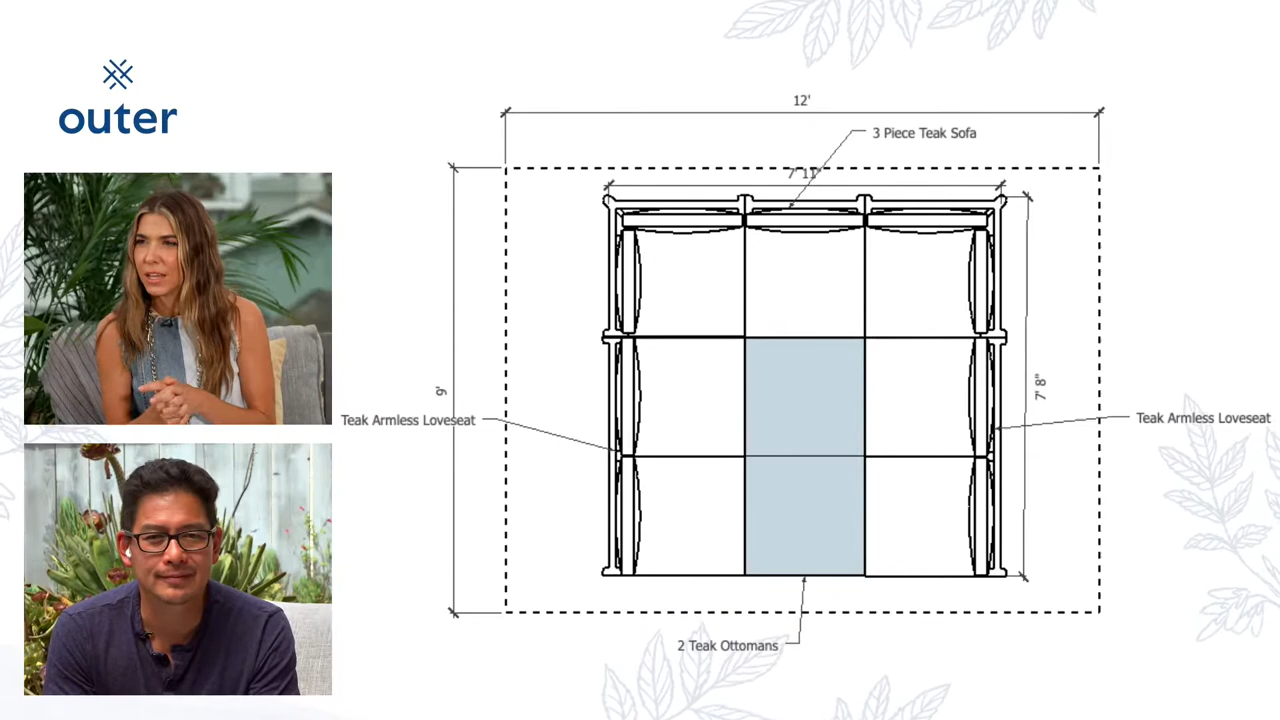 outer
12'
3 Piece Teak Sofa
7' 11"
9'
7' 8"
Teak Armless Loveseat
Teak Armless Loveseat
2 Teak Ottomans